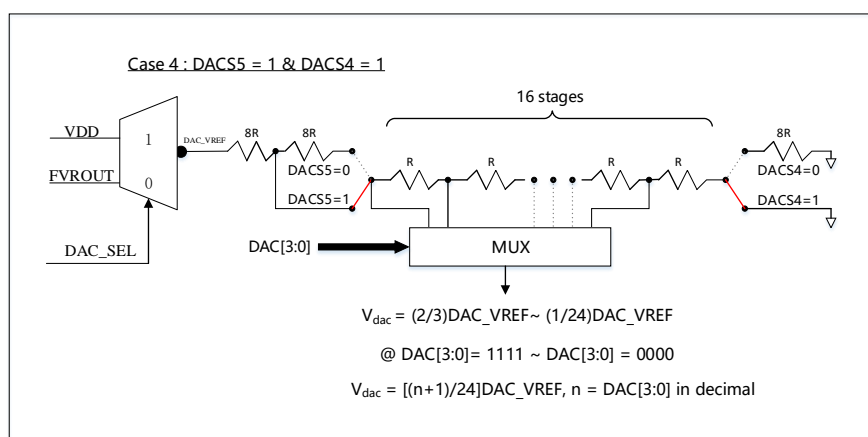 Case 4 : DACS5 = 1 & DACS4 = 1
16 stages
VDD
1
DAC_VREF
8R
8R
8R
FVROUT
0
DACS5=0
R
R
R
R
DACS4=0
DACS5=1
DACS4=1
DAC_SEL
DAC[3:0]
MUX
Vdac = (2/3)DAC_VREF~ (1/24)DAC_VREF
@ DAC[3:0]= 1111 ~ DAC[3:0] = 0000
Vdac = [(n+1)/24]DAC_VREF, n = DAC[3:0] in decimal